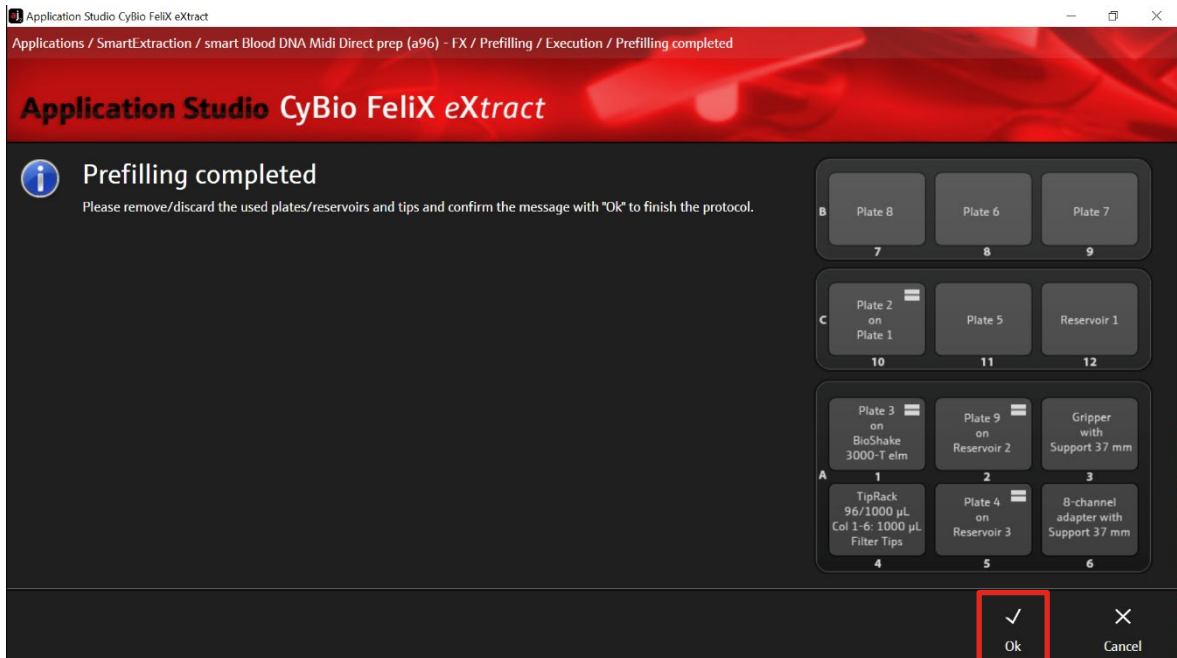 Application Studio CyBio FeliX eXtract
Applications / SmartExtraction / smart Blood DNA Midi Direct prep (a96) - FX / Prefilling / Execution / Prefilling completed
Application Studio CyBio FeliX eXtract
Prefilling completed
Please remove/discard the used plates/reservoirs and tips and confirm the message with "Ok" to finish the protocol.
B
Plate 8
7
Plate 6
8
Plate 7
9
C
Plate 2
on
Plate 1
10
Plate 5
11
Reservoir 1
12
A
Plate 3
on
BioShake
3000-T elm
1
Plate 9
on
Reservoir 2
2
Gripper
with
Support 37 mm
3
TipRack
96/1000 µL
Col 1-6: 1000 µL
Filter Tips
4
Plate 4
on
Reservoir 3
5
8-channel
adapter with
Support 37 mm
6
Ok
Cancel